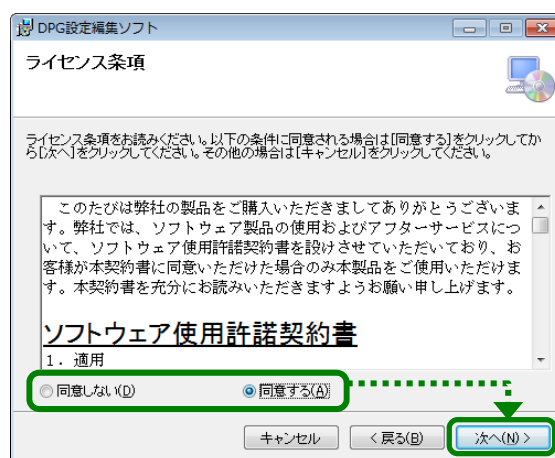 DPG設定編集ソフト
ライセンス条項
ライセンス条項をお読みください。以下の条件に同意される場合は[同意する]をクリックしてか
ら[次へ]をクリックしてください。その他の場合は[キャンセル]をクリックしてください。
このたびは弊社の製品をご購入いただきましてありがとうございま
す。弊社では、ソフトウェア製品の使用およびアフターサービスにつ
いて、ソフトウェア使用許諾契約書を設けさせていただいており、お
客様が本契約書に同意いただけた場合のみ本製品をご使用いただけま
す。本契約書を充分にお読みいただきますようお願い申し上げます。
ソフトウェア使用許諾契約書
1. 適用
同意しない(D) 同意する(A)
キャンセル < 戻る(B) 次へ(N) >